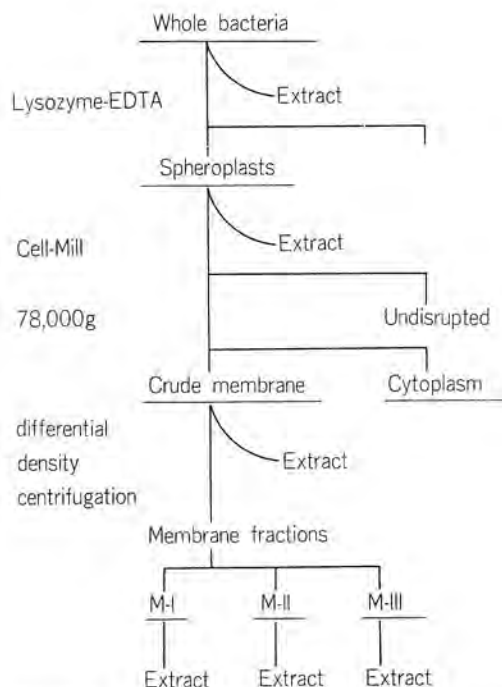 Whole bacteria
Extract
Lysozyme-EDTA
Spheroplasts
Extract
Cell-Mill
78,000g
Undisrupted
Crude membrane
Cytoplasm
differential
density
centrifugation
Extract
Membrane fractions
M-I M-II M-III
Extract Extract Extract